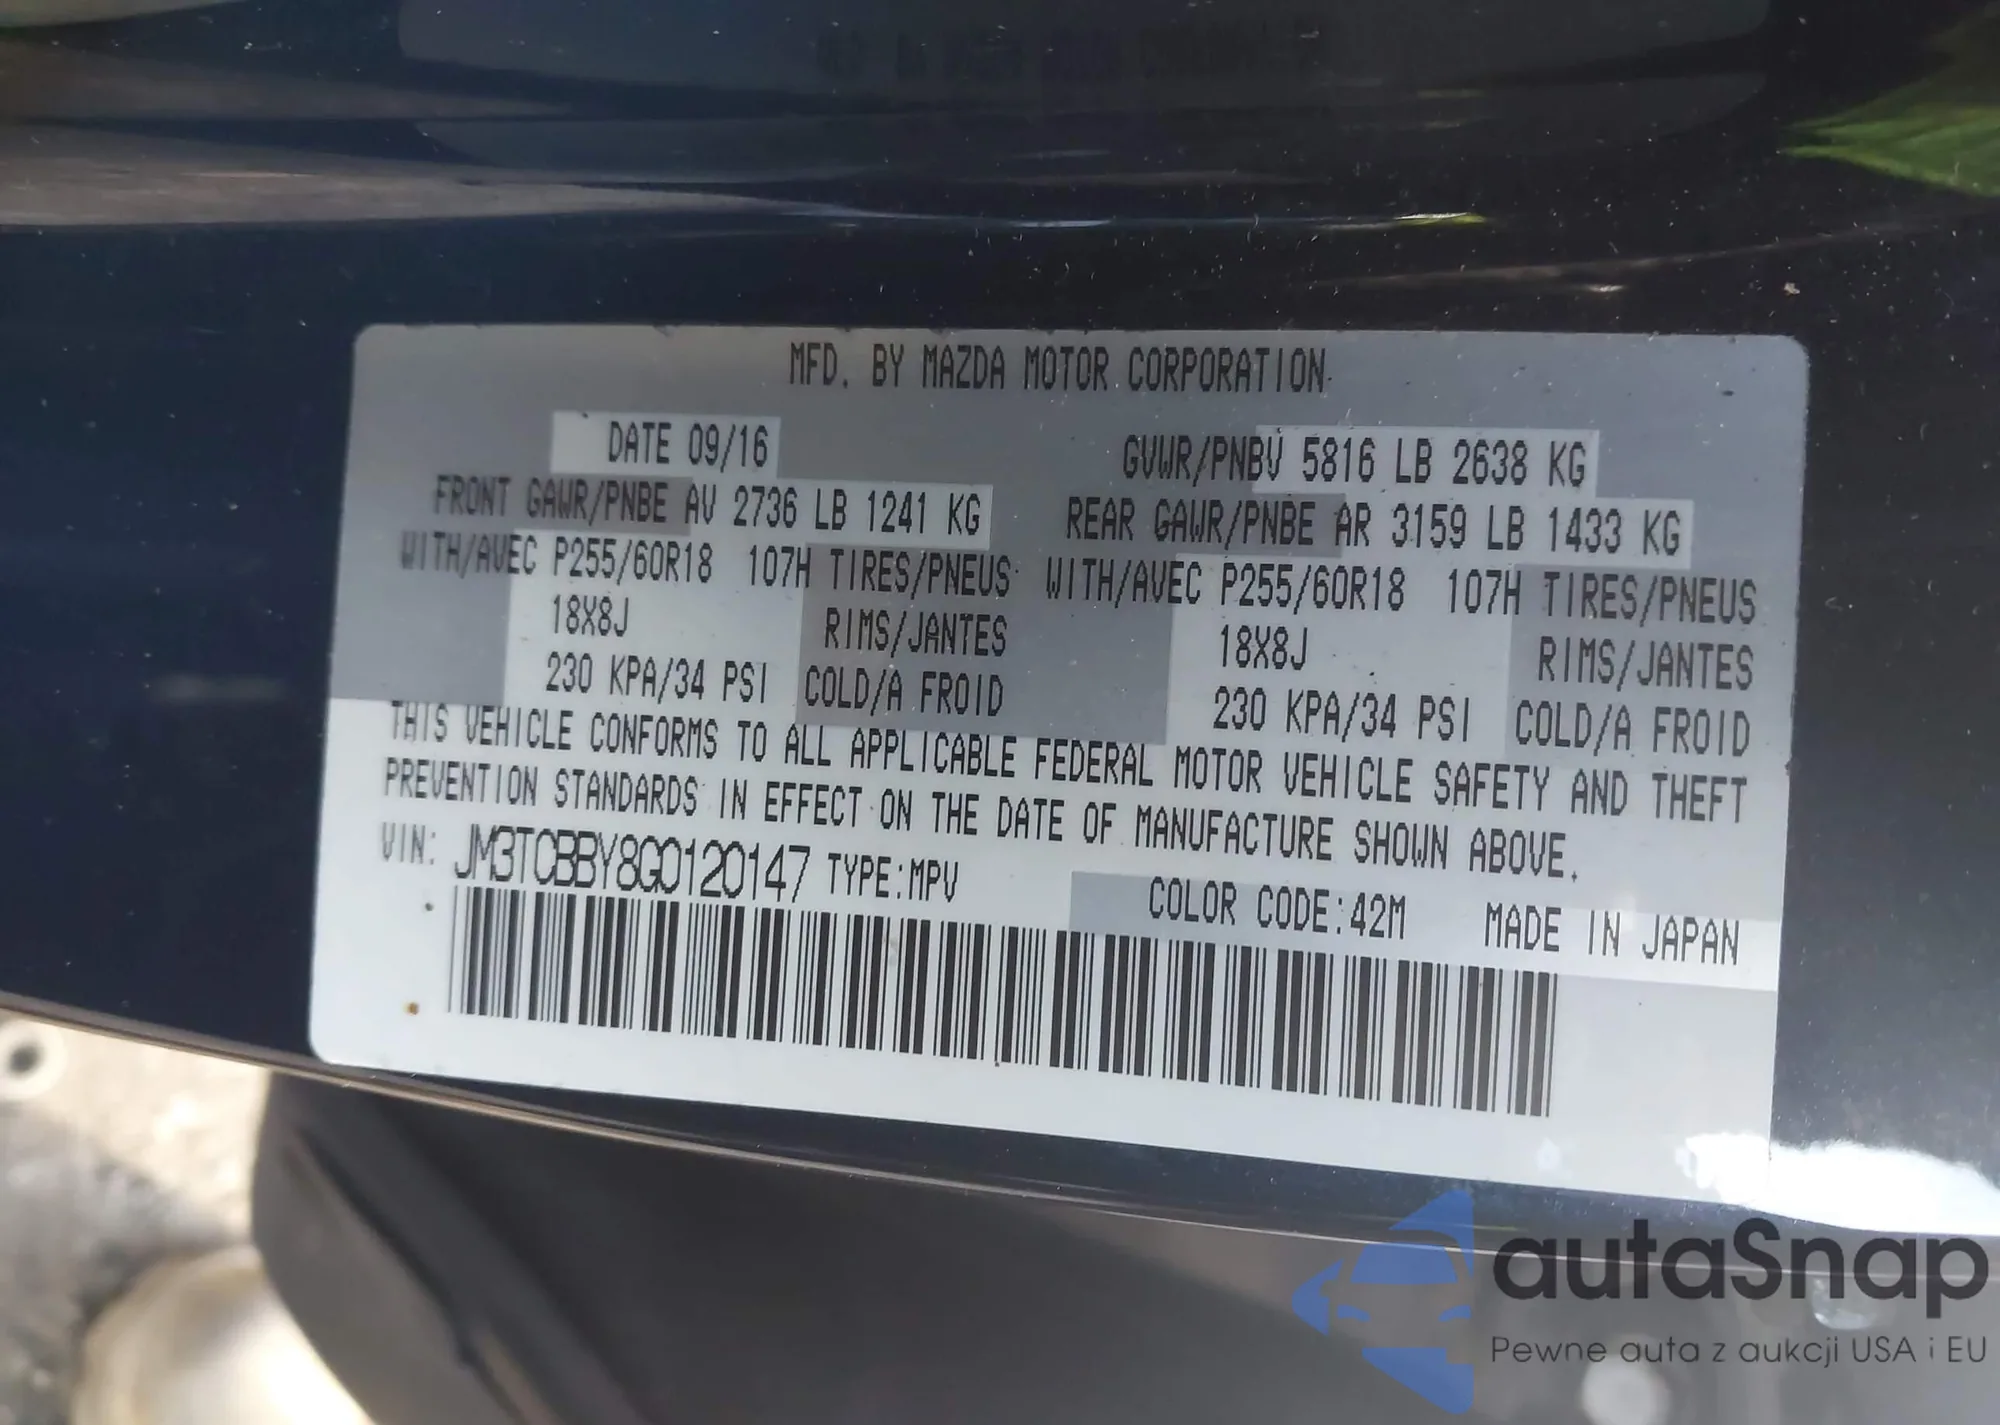 MFD. BY MAZDA MOTOR CORPORATION
DATE 09/16 GVWR/PNBV 5816 LB 2638 KG
FRONT GAWR/PNBE AV 2736 LB 1241 KG REAR GAWR/PNBE AR 3159 LB 1433 KG
WITH/AVEC P255/60R18 107H TIRES/PNEUS WITH/AVEC P255/60R18 107H TIRES/PNEUS
18X8J RIMS/JANTES 18X8J RIMS/JANTES
230 KPA/34 PSI COLD/A FROID 230 KPA/34 PSI COLD/A FROID
THIS VEHICLE CONFORMS TO ALL APPLICABLE FEDERAL MOTOR VEHICLE SAFETY AND THEFT
PREVENTION STANDARDS IN EFFECT ON THE DATE OF MANUFACTURE SHOWN ABOVE.
VIN: JM3TCBBY8G0120147 TYPE:MPV COLOR CODE:42M MADE IN JAPAN
autaSnap
Pewne auta z aukcji USA i EU